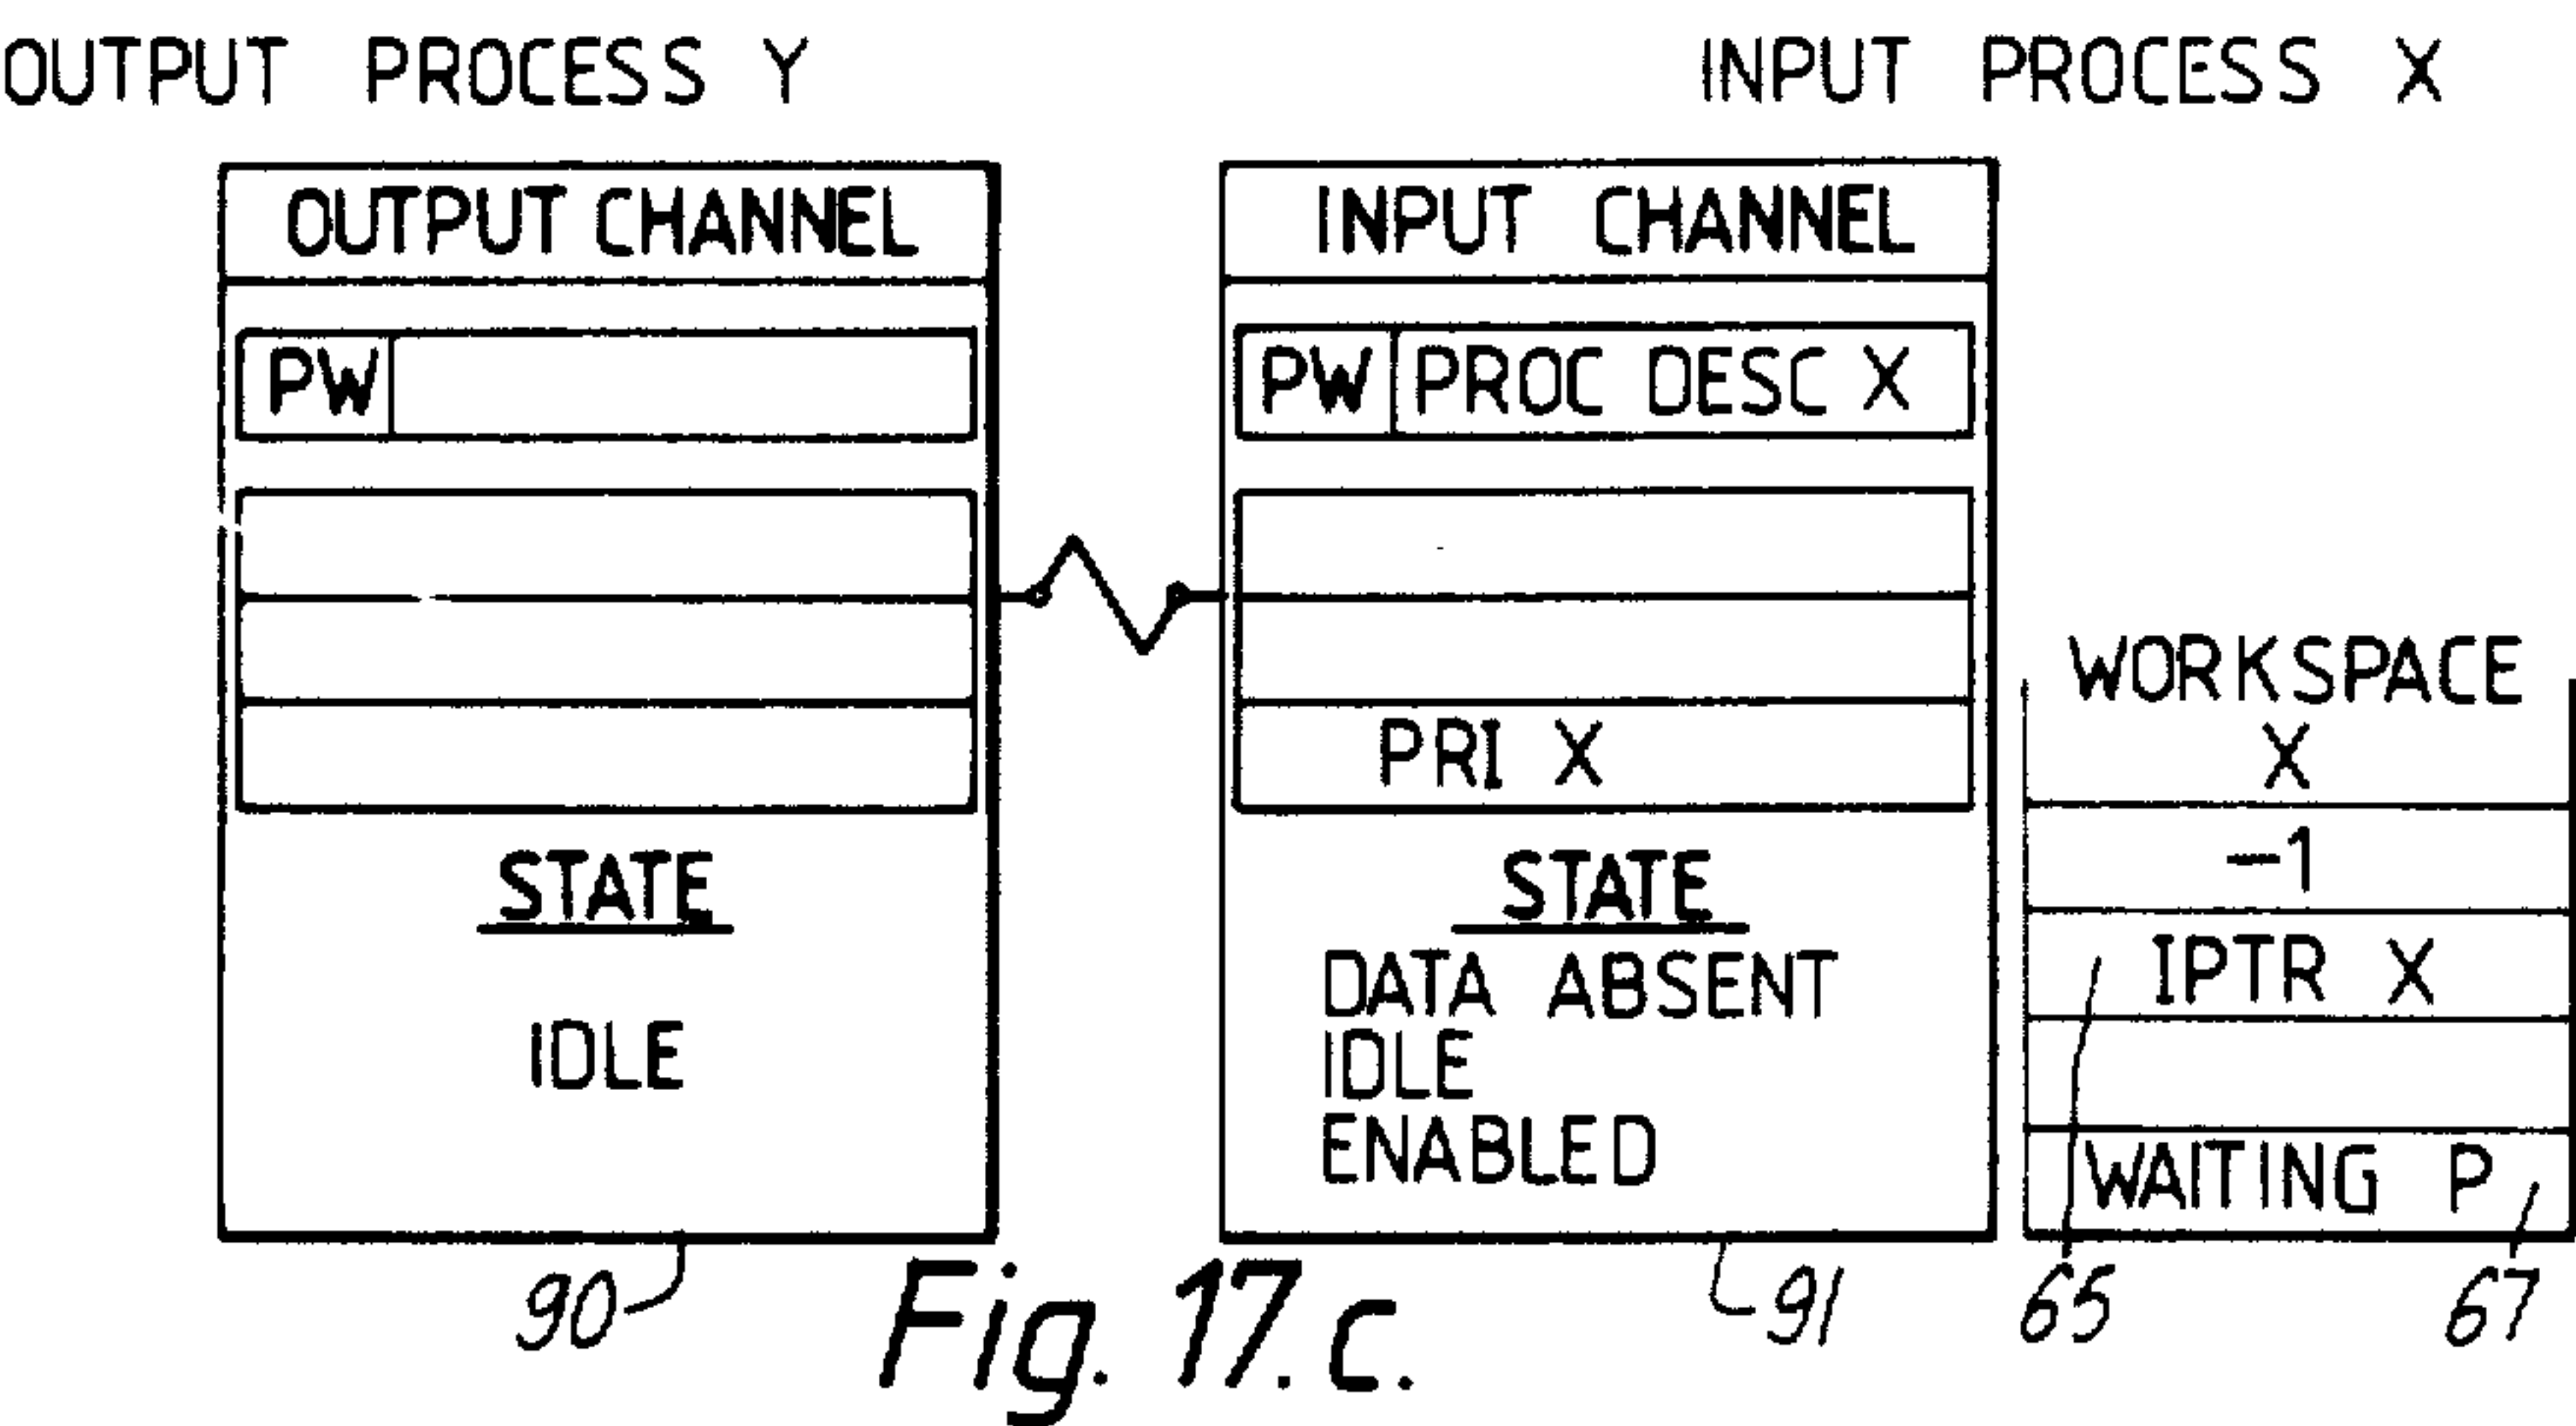 OUTPUT PROCESS Y
INPUT PROCESS X
OUTPUT CHANNEL
PW
STATE
IDLE
90
INPUT CHANNEL
PW PROC DESC X
PRI X
STATE
DATA ABSENT
IDLE
ENABLED
91
WORKSPACE
X
-1
IPTR X
WAITING P
65
67
Fig. 17.c.